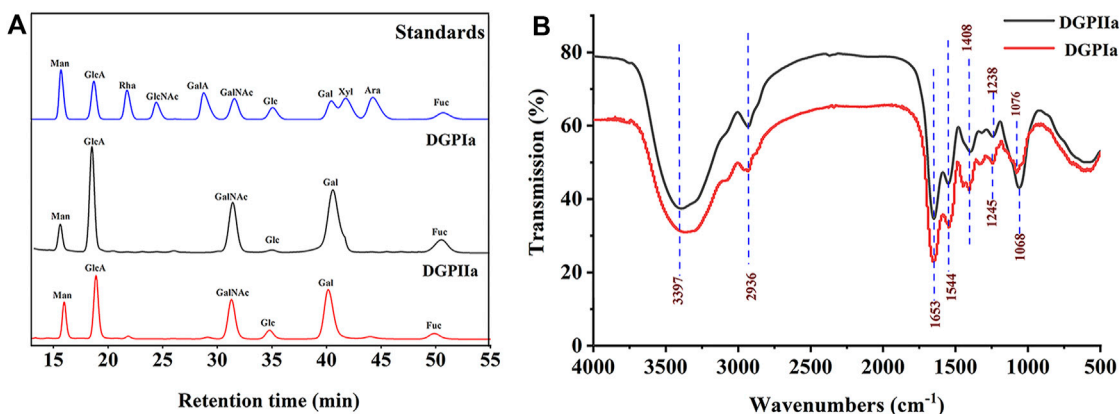 A
Standards
Man
GlcA
Rha
GlcNAc
GalA
GalNAc
Glc
Gal
Xyl
Ara
Fuc
DGPIa
Man
GlcA
GalNAc
Glc
Gal
Fuc
DGPIIa
Man
GlcA
GalNAc
Glc
Gal
Fuc
15 20 25 30 35 40 45 50 55
Retention time (min)
B
DGPIIa
DGPIa
80
60
40
20
0
Transmission (%)
3397
2936
1653
1544
1408
1238
1245
1076
1068
4000 3500 3000 2500 2000 1500 1000 500
Wavenumbers (cm-1)